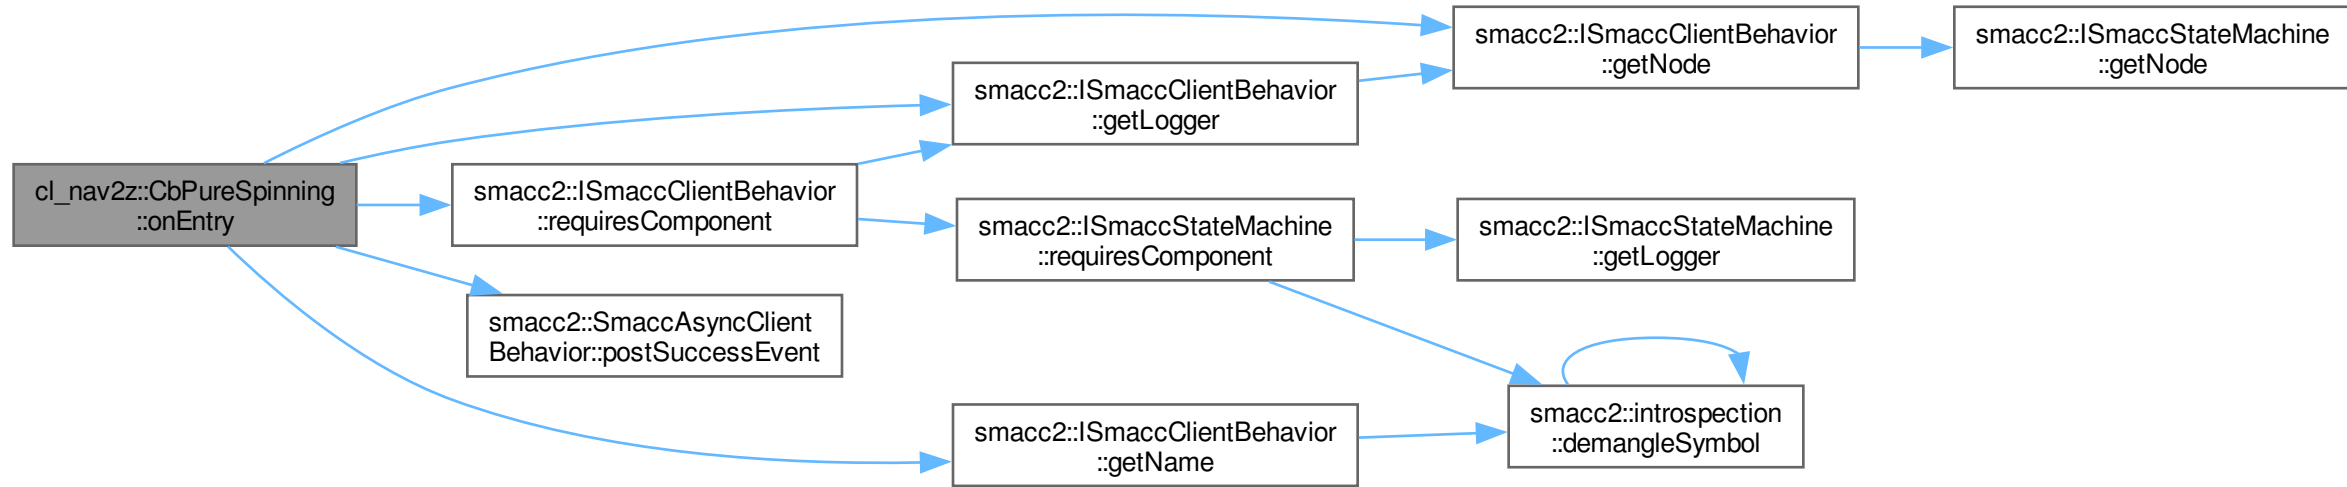 cl_nav2z::CbPureSpinning
::onEntry
smacc2::ISmaccClientBehavior
::getNode
smacc2::ISmaccStateMachine
::getNode
smacc2::ISmaccClientBehavior
::getLogger
smacc2::ISmaccClientBehavior
::requiresComponent
smacc2::ISmaccStateMachine
::requiresComponent
smacc2::ISmaccStateMachine
::getLogger
smacc2::SmaccAsyncClient
Behavior::postSuccessEvent
smacc2::introspection
::demangleSymbol
smacc2::ISmaccClientBehavior
::getName